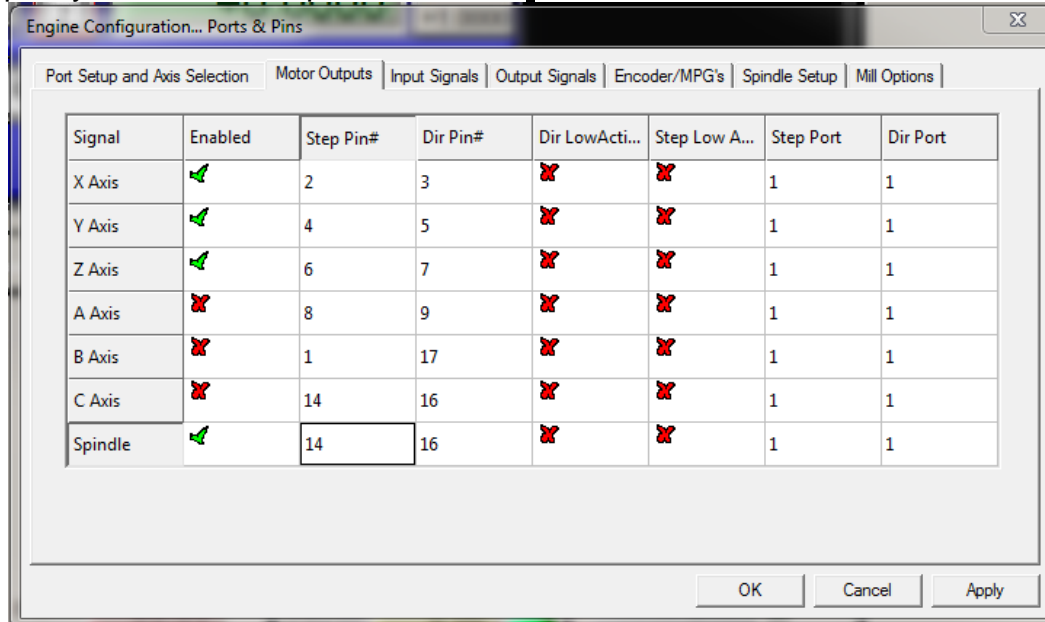 Engine Configuration... Ports & Pins
Port Setup and Axis Selection Motor Outputs Input Signals Output Signals Encoder/MPG's Spindle Setup Mill Options
Signal Enabled Step Pin# Dir Pin# Dir LowActi... Step Low A... Step Port Dir Port
X Axis 2 3 1 1
Y Axis 4 5 1 1
Z Axis 6 7 1 1
A Axis 8 9 1 1
B Axis 1 17 1 1
C Axis 14 16 1 1
Spindle 14 16 1 1
OK Cancel Apply